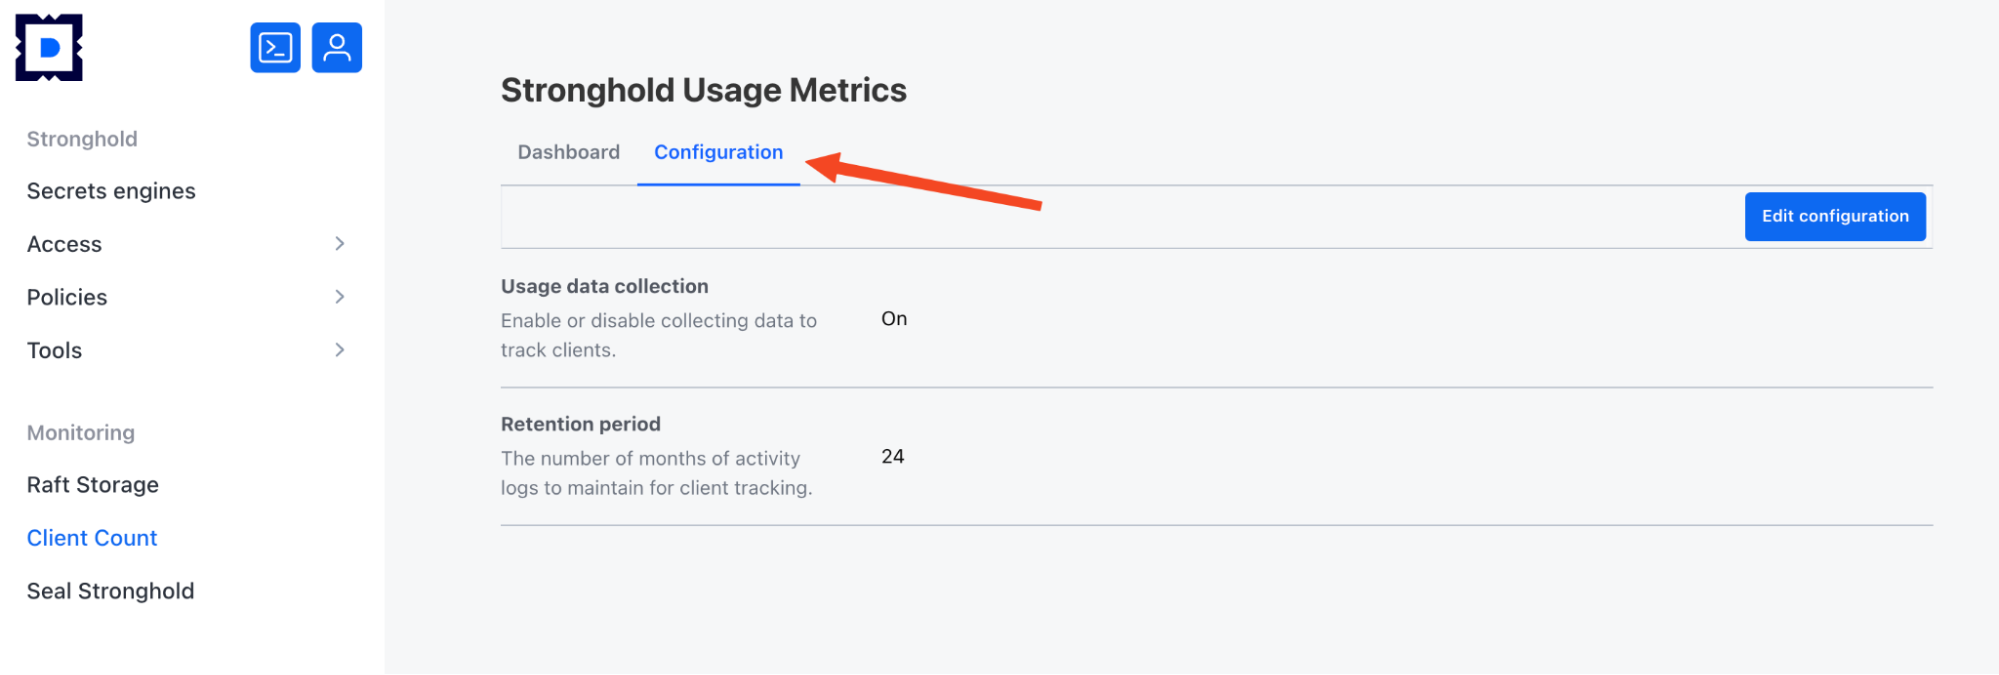 Stronghold
Secrets engines
Access
Policies
Tools
Monitoring
Raft Storage
Client Count
Seal Stronghold
Stronghold Usage Metrics
Dashboard
Configuration
Edit configuration
Usage data collection
Enable or disable collecting data to
track clients.
On
Retention period
The number of months of activity
logs to maintain for client tracking.
24